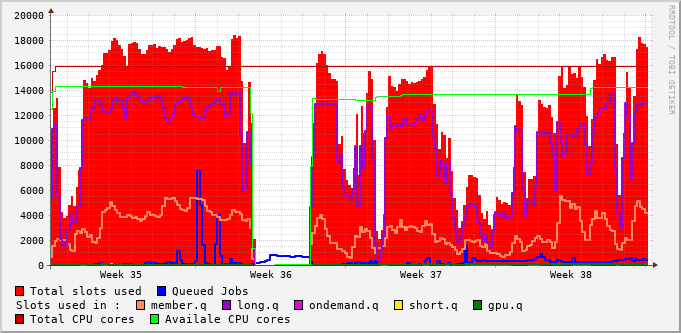 20000
18000
16000
14000
12000
10000
8000
6000
4000
2000
0
Week 35 Week 36 Week 37 Week 38
RRDTOOL / TOBI OETIKER
Total slots used Queued Jobs
Slots used in : member.q long.q ondemand.q short.q gpu.q
Total CPU cores Availale CPU cores